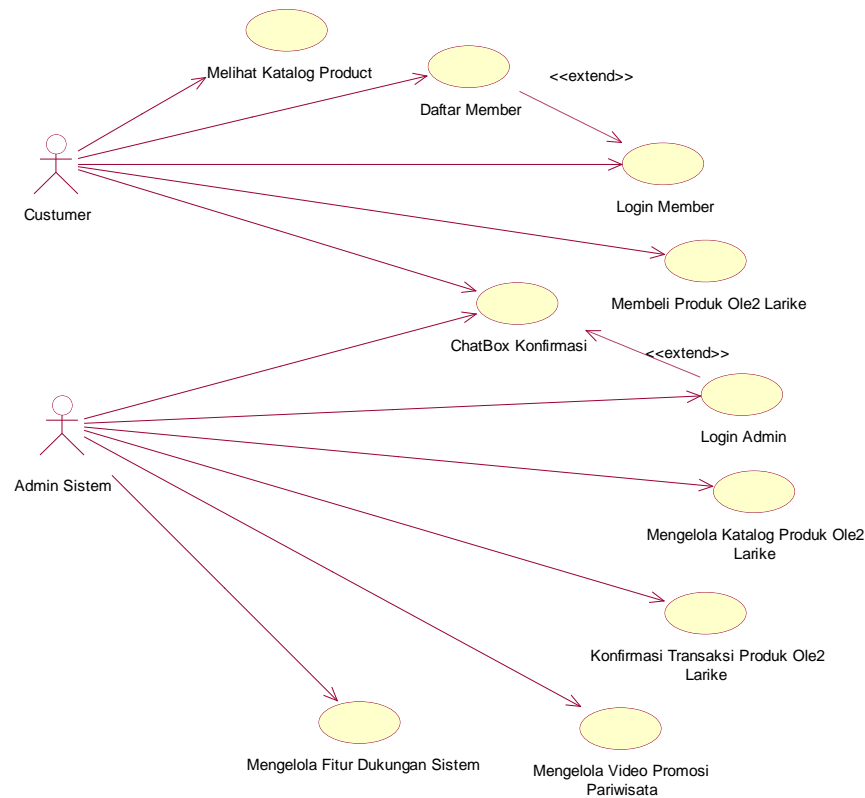 Melihat Katalog Product
<<extend>>
Daftar Member
Login Member
Custumer
Membeli Produk Ole2 Larike
ChatBox Konfirmasi
<<extend>>
Login Admin
Admin Sistem
Mengelola Katalog Produk Ole2
Larike
Konfirmasi Transaksi Produk Ole2
Larike
Mengelola Fitur Dukungan Sistem
Mengelola Video Promosi
Pariwisata